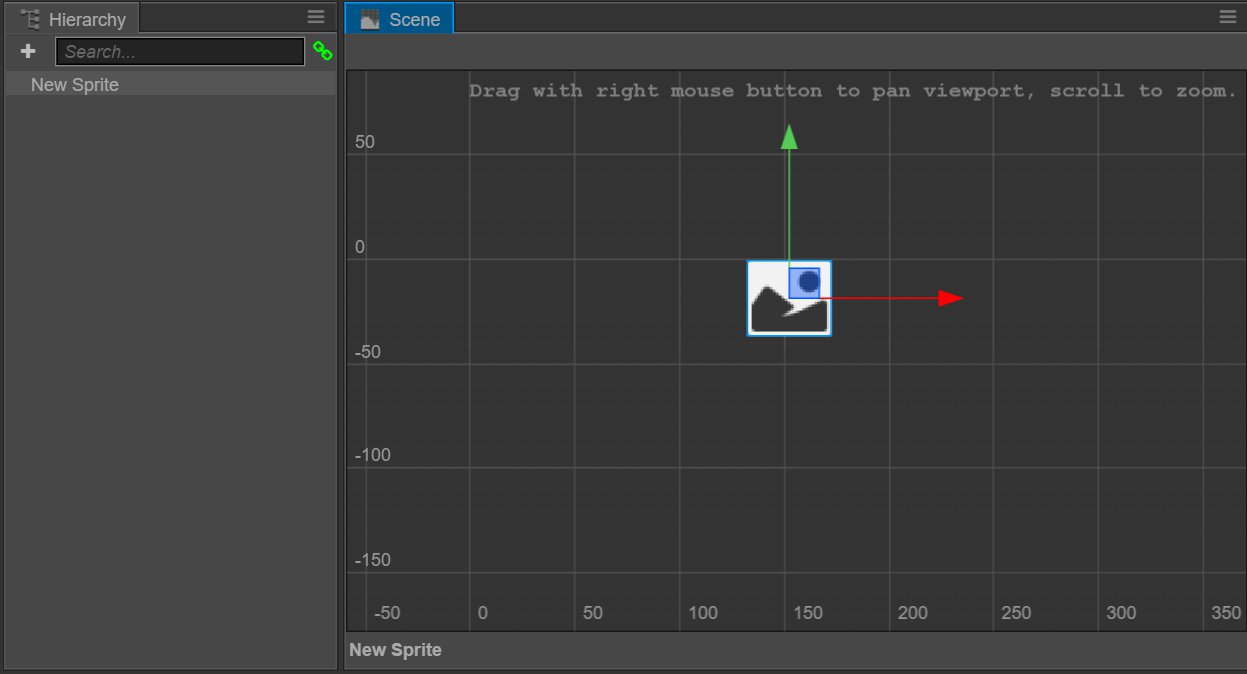 Hierarchy
Search...
New Sprite
Scene
Drag with right mouse button to pan viewport, scroll to zoom.
50
0
-50
-100
-150
-50 0 50 100 150 200 250 300 350
New Sprite